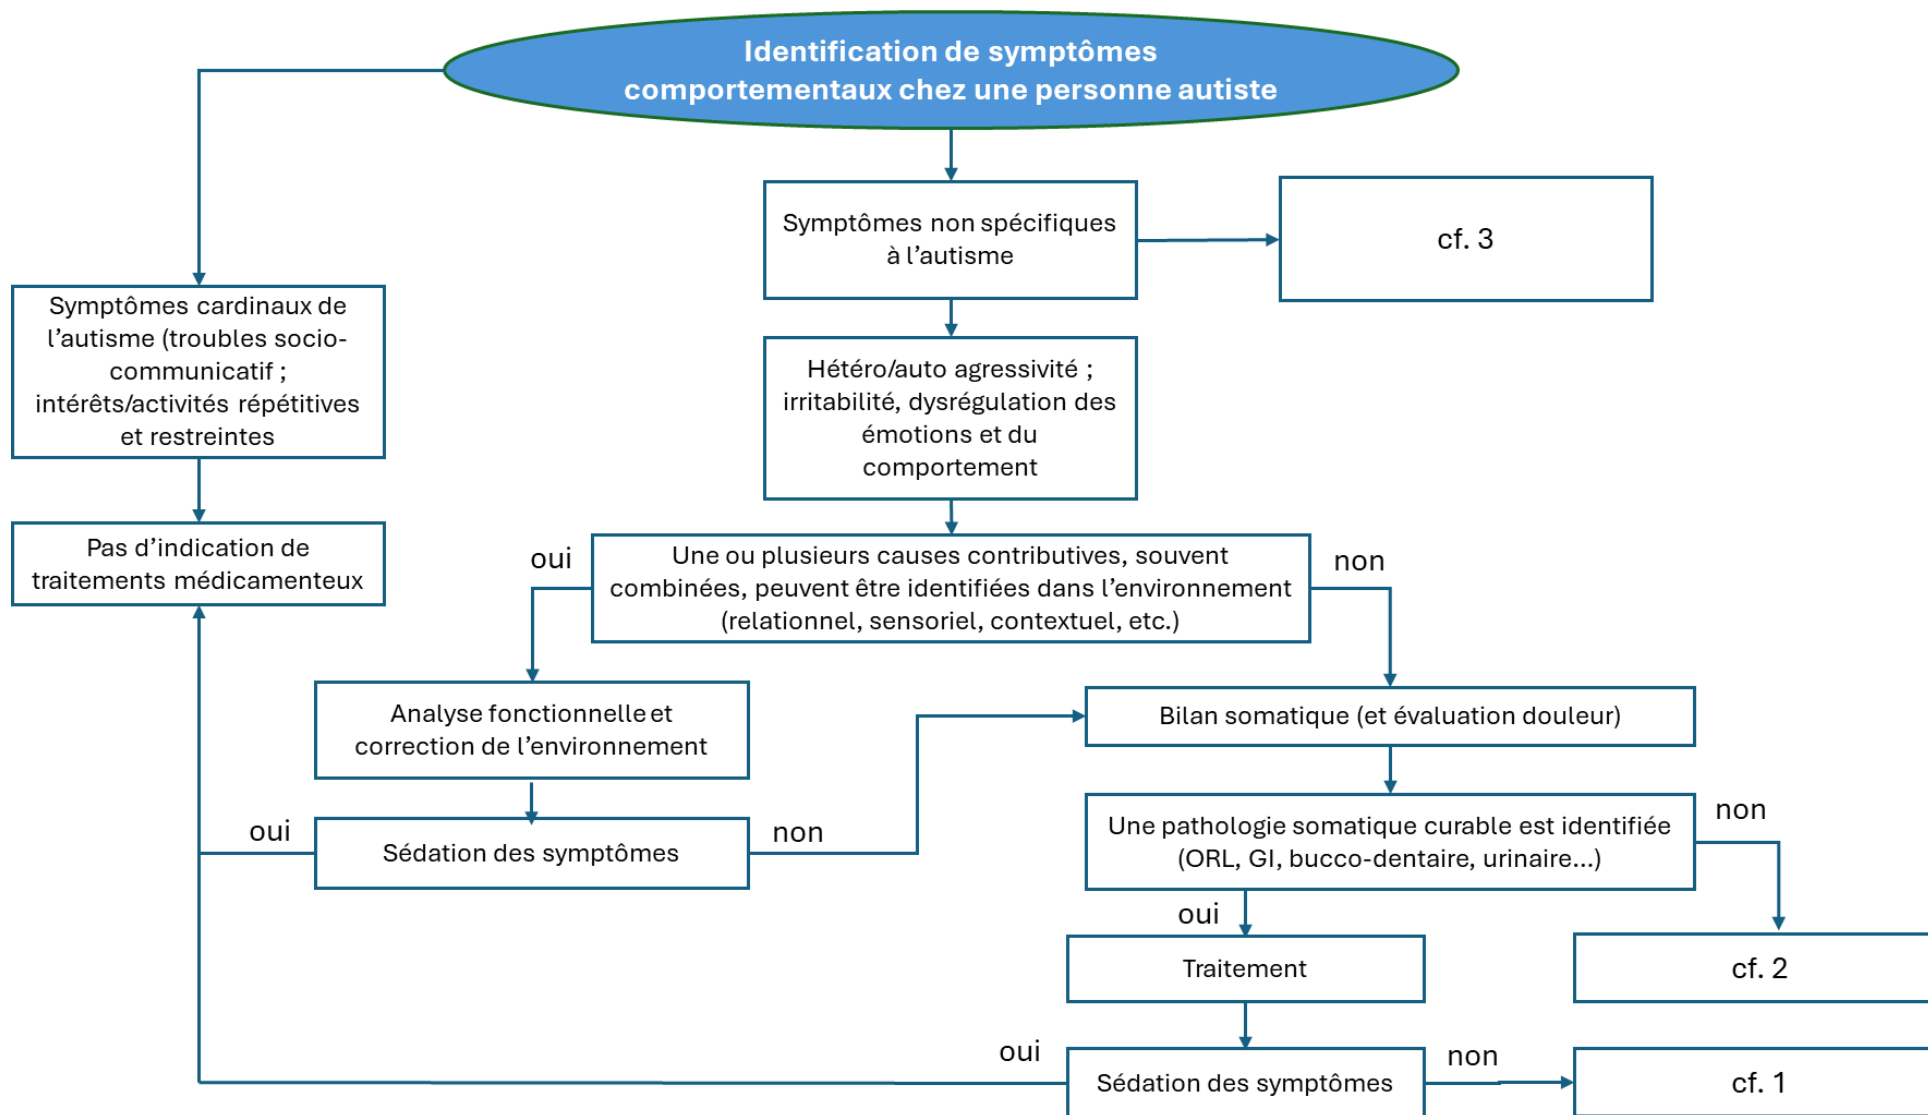 Identification de symptômes
comportementaux chez une personne autiste
Symptômes non spécifiques
à l’autisme
cf. 3
Symptômes cardinaux de
l’autisme (troubles socio-
communicatif ;
intérêts/activités répétitives
et restreintes
Hétéro/auto agressivité ;
irritabilité, dysrégulation des
émotions et du
comportement
Pas d’indication de
traitements médicamenteux
oui
Une ou plusieurs causes contributives, souvent
combinées, peuvent être identifiées dans l’environnement
(relationnel, sensoriel, contextuel, etc.)
non
Analyse fonctionnelle et
correction de l’environnement
Bilan somatique (et évaluation douleur)
oui
Sédation des symptômes
non
Une pathologie somatique curable est identifiée
(ORL, GI, bucco-dentaire, urinaire...)
non
oui
Traitement
cf. 2
oui
Sédation des symptômes
non
cf. 1